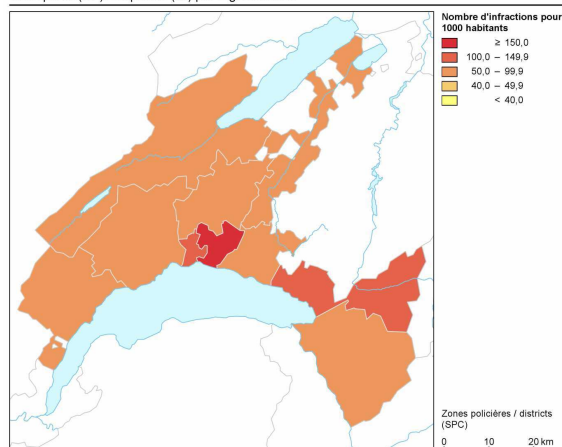 Nombre d'infractions pour
1000 habitants
≥ 150,0
100,0 – 149,9
50,0 – 99,9
40,0 – 49,9
< 40,0
Zones policières / districts
(SPC)
0 10 20 km